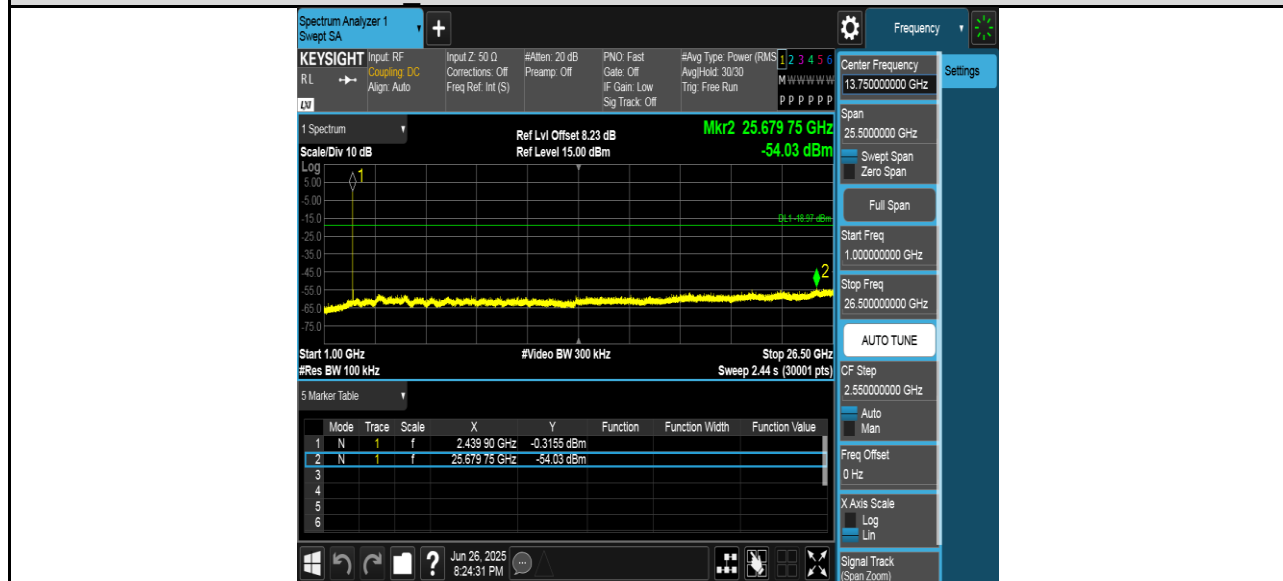 Spectrum Analyzer 1
Swept SA
+
Frequency
KEYSIGHT
RL
LXI
Input: RF
Coupling: DC
Align: Auto
Input Z: 50 Ω
Corrections: Off
Freq Ref: Int (S)
#Atten: 20 dB
Preamp: Off
PNO: Fast
Gate: Off
IF Gain: Low
Sig Track: Off
#Avg Type: Power (RMS
Avg|Hold: 30/30
Trig: Free Run
1 2 3 4 5 6
M W W W W W
P P P P P P
1 Spectrum
Scale/Div 10 dB
Ref Lvl Offset 8.23 dB
Ref Level 15.00 dBm
Mkr2 25.679 75 GHz
-54.03 dBm
Log
5.00
-5.00
-15.0
-25.0
-35.0
-45.0
-55.0
-65.0
-75.0
1
DL1 -18.97 dBm
2
Start 1.00 GHz
#Video BW 300 kHz
Stop 26.50 GHz
#Res BW 100 kHz
Sweep 2.44 s (30001 pts)
5 Marker Table
Mode Trace Scale X Y Function Function Width Function Value
1 N 1 f 2.439 90 GHz -0.3155 dBm
2 N 1 f 25.679 75 GHz -54.03 dBm
3
4
5
6
?
Jun 26, 2025
8:24:31 PM
Center Frequency
13.750000000 GHz
Settings
Span
25.5000000 GHz
Swept Span
Zero Span
Full Span
Start Freq
1.000000000 GHz
Stop Freq
26.500000000 GHz
AUTO TUNE
CF Step
2.550000000 GHz
Auto
Man
Freq Offset
0 Hz
X Axis Scale
Log
Lin
Signal Track
(Span Zoom)